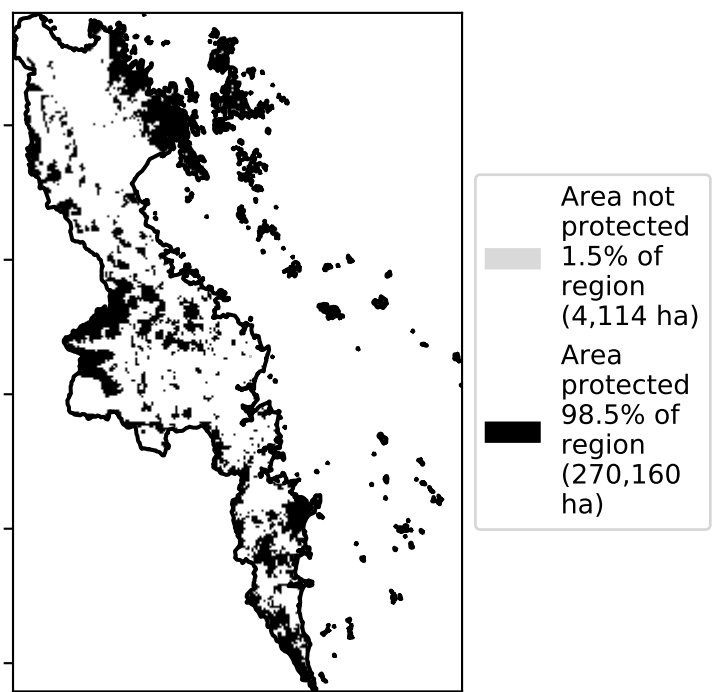 Area not
protected
1.5% of
region
(4,114 ha)
Area
protected
98.5% of
region
(270,160
ha)